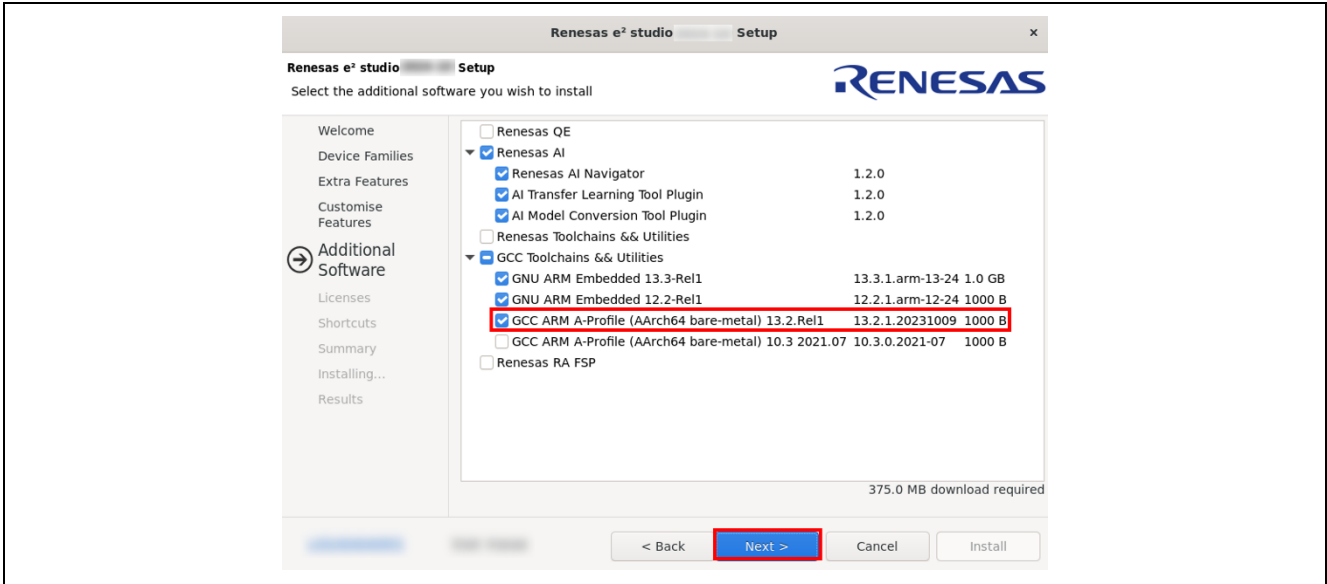 Renesas e² studio Setup ×
Renesas e² studio Setup
Select the additional software you wish to install
RENESAS
Welcome
Device Families
Extra Features
Customise
Features
Additional
Software
Licenses
Shortcuts
Summary
Installing...
Results
Renesas QE
Renesas AI
Renesas AI Navigator 1.2.0
AI Transfer Learning Tool Plugin 1.2.0
AI Model Conversion Tool Plugin 1.2.0
Renesas Toolchains && Utilities
GCC Toolchains && Utilities
GNU ARM Embedded 13.3-Rel1 13.3.1.arm-13-24 1.0 GB
GNU ARM Embedded 12.2-Rel1 12.2.1.arm-12-24 1000 B
GCC ARM A-Profile (AArch64 bare-metal) 13.2.Rel1 13.2.1.20231009 1000 B
GCC ARM A-Profile (AArch64 bare-metal) 10.3 2021.07 10.3.0.2021-07 1000 B
Renesas RA FSP
375.0 MB download required
< Back Next > Cancel Install